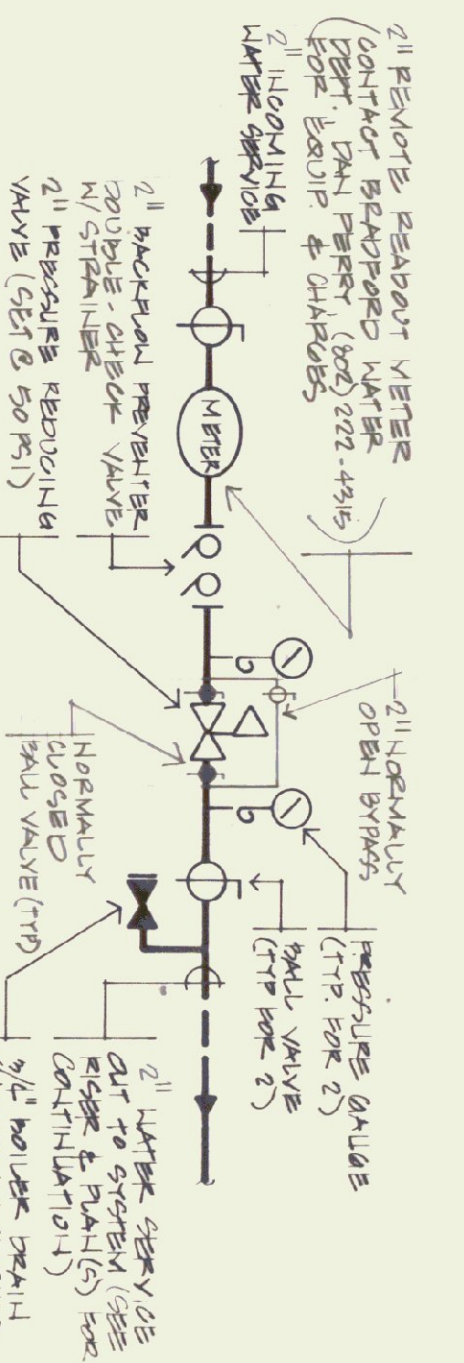 2" REMOTE READOUT METER
(CONTACT BRADFORD WATER
DEPT. DAN PERRY (802) 222-4315
FOR EQUIP. & CHARGES)
2" INCOMING
WATER SERVICE
METER
2" BACKFLOW PREVENTER
DOUBLE-CHECK VALVE
W/STRAINER
2" PRESSURE REDUCING
VALVE (SET @ 50 PSI)
2" NORMALLY
OPEN BYPASS
NORMALLY
CLOSED
BALL VALVE (TYP)
PRESSURE GAUGE
(TYP. FOR 2)
BALL VALVE
(TYP FOR 2)
2" WATER SERVICE
OUT TO SYSTEM (SEE
RISER & PLAN(S) FOR
CONTINUATION)
3/4" BOILER DRAIN